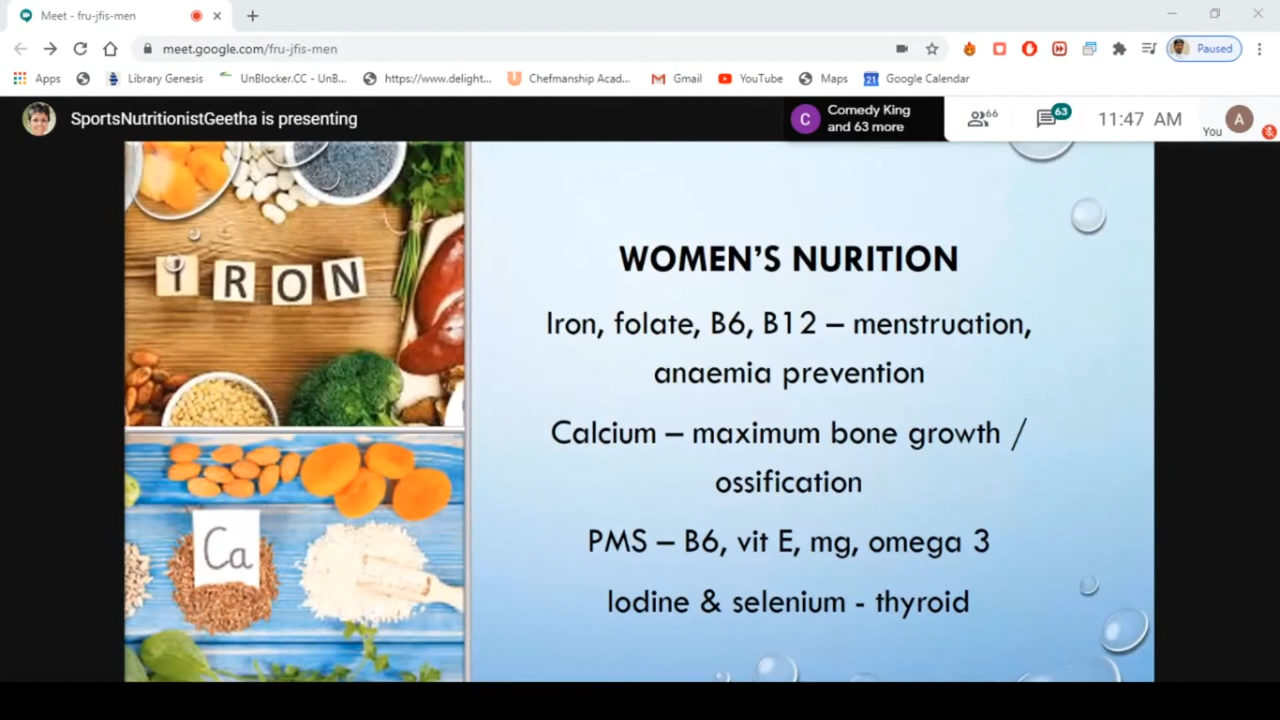 Meet - fru-jfis-men
meet.google.com/fru-jfis-men
Paused
Apps
Library Genesis
UnBlocker.CC - UnB...
https://www.delight...
Chefmanship Acad...
Gmail
YouTube
Maps
21
Google Calendar
SportsNutritionistGeetha is presenting
C
Comedy King
and 63 more
66
63
11:47 AM
You
A
IRON
Ca
WOMEN'S NURITION
Iron, folate, B6, B12 – menstruation,
anaemia prevention
Calcium – maximum bone growth /
ossification
PMS – B6, vit E, mg, omega 3
Iodine & selenium - thyroid